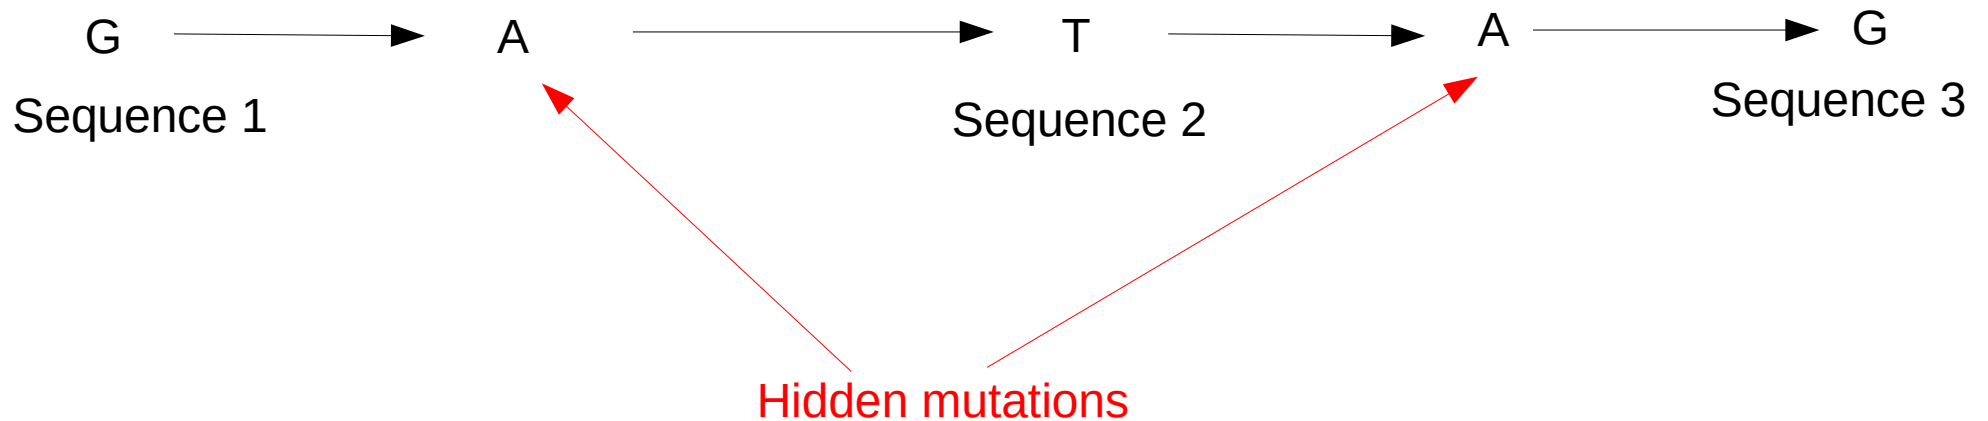 G A T A G
Sequence 1 Sequence 2 Sequence 3
Hidden mutations